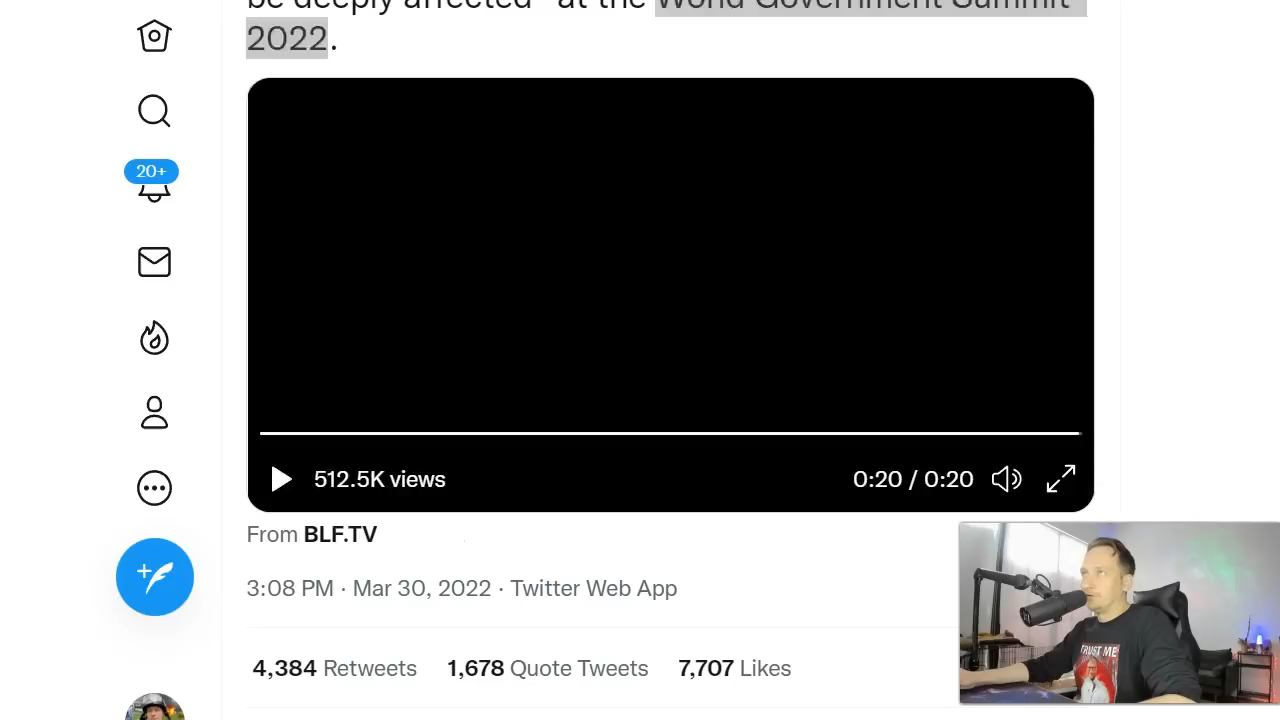 be deeply affected" at the World Government Summit
2022.
20+
512.5K views
0:20 / 0:20
From BLF.TV
3:08 PM · Mar 30, 2022 · Twitter Web App
4,384 Retweets 1,678 Quote Tweets 7,707 Likes
TRUST ME